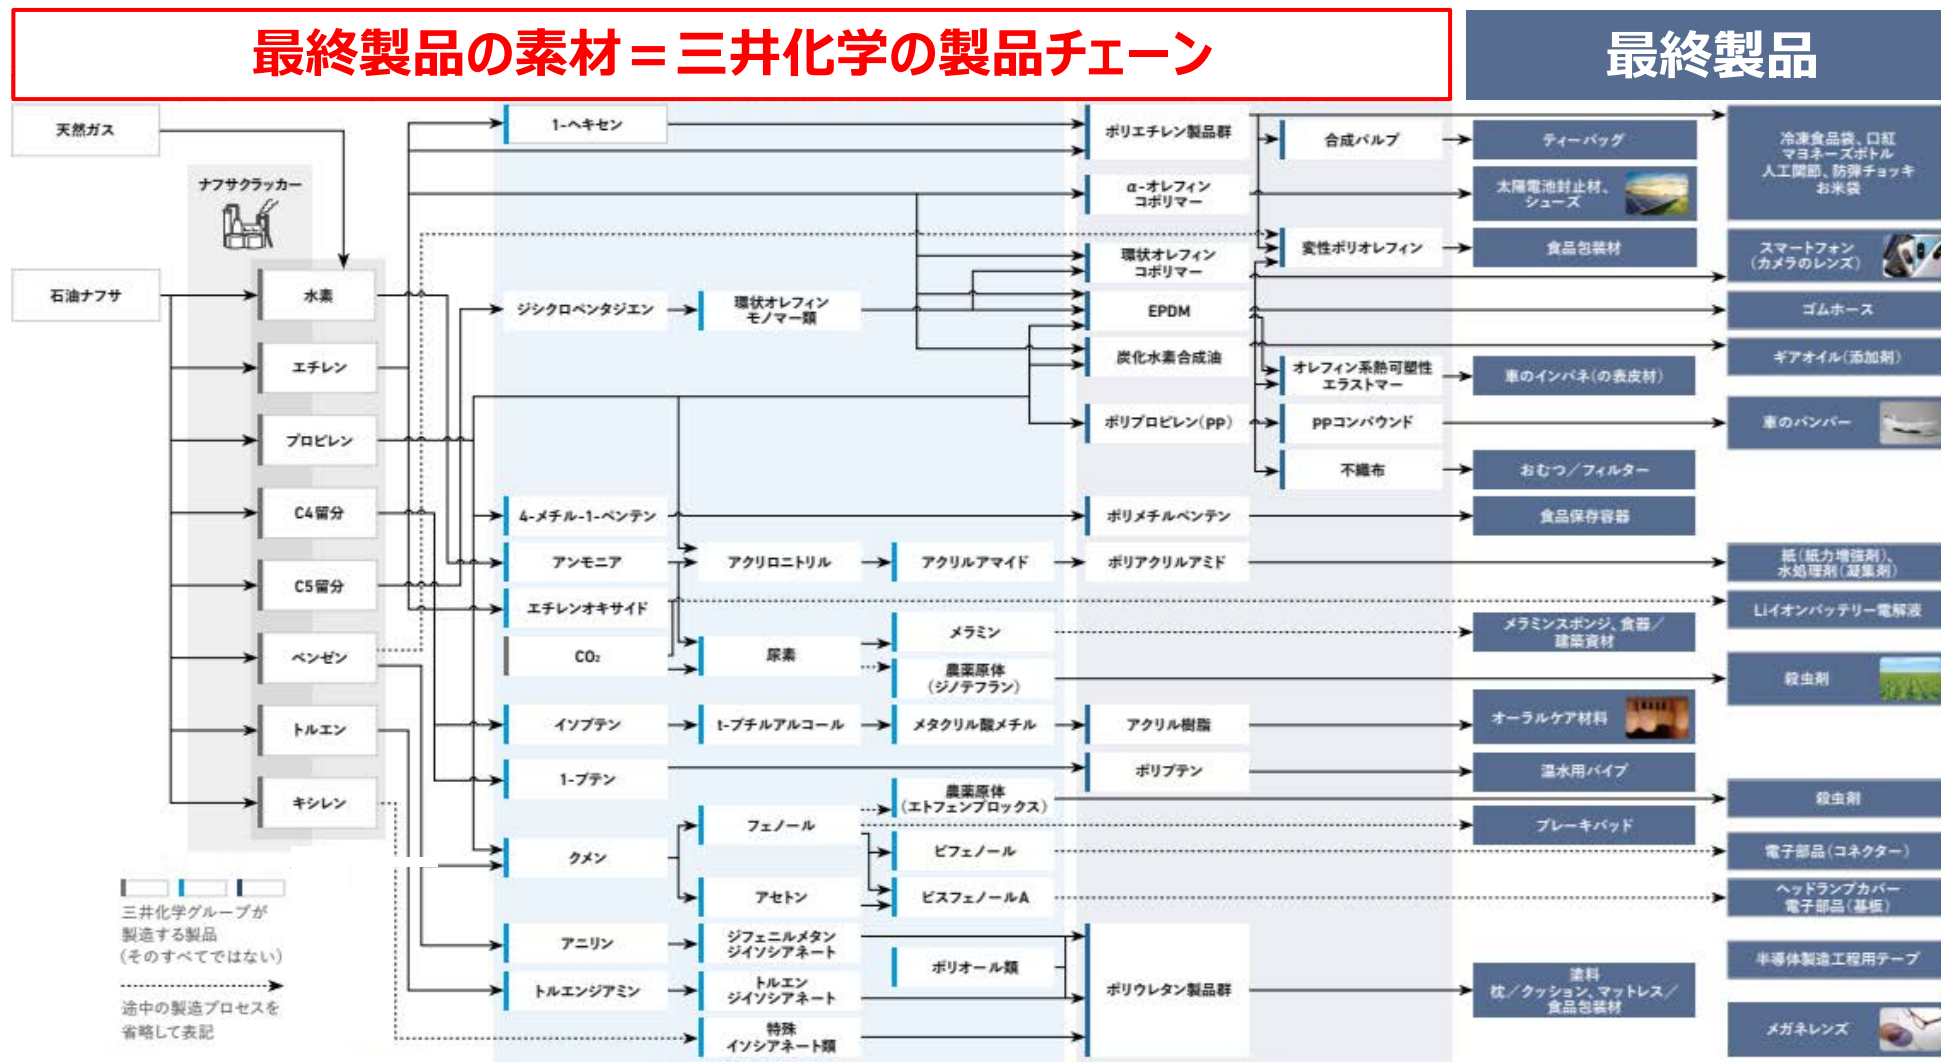 最終製品の素材＝三井化学の製品チェーン
最終製品
天然ガス
ナフサクラッカー
石油ナフサ
水素
エチレン
プロピレン
C4留分
C5留分
ベンゼン
トルエン
キシレン
1-ヘキセン
ジシクロペンタジエン
環状オレフィン
モノマー類
4-メチル-1-ペンテン
アンモニア
アクリロニトリル
アクリルアマイド
エチレンオキサイド
CO₂
尿素
メラミン
農薬原体
(ジノテフラン)
イソブテン
t-ブチルアルコール
メタクリル酸メチル
1-ブテン
農薬原体
(エトフェンプロックス)
フェノール
クメン
ビフェノール
アセトン
ビスフェノールA
アニリン
ジフェニルメタン
ジイソシアネート
ポリオール類
トルエンジアミン
トルエン
ジイソシアネート
特殊
イソシアネート類
ポリエチレン製品群
合成パルプ
α-オレフィン
コポリマー
環状オレフィン
コポリマー
変性ポリオレフィン
EPDM
炭化水素合成油
オレフィン系熱可塑性
エラストマー
ポリプロピレン(PP)
PPコンパウンド
不織布
ポリメチルペンテン
ポリアクリルアミド
アクリル樹脂
ポリブテン
ポリウレタン製品群
ティーバッグ
太陽電池封止材、
シューズ
食品包装材
車のインパネ(の表皮材)
おむつ／フィルター
食品保存容器
メラミンスポンジ、食器／
建築資材
オーラルケア材料
温水用パイプ
ブレーキパッド
塗料
枕／クッション、マットレス／
食品包装材
冷凍食品袋、口紅
マヨネーズボトル
人工関節、防弾チョッキ
お米袋
スマートフォン
(カメラのレンズ)
ゴムホース
ギアオイル(添加剤)
車のバンパー
紙(紙力増強剤)、
水処理剤(凝集剤)
Liイオンバッテリー電解液
殺虫剤
殺虫剤
電子部品(コネクター)
ヘッドランプカバー
電子部品(基板)
半導体製造工程用テープ
メガネレンズ
三井化学グループが
製造する製品
(そのすべてではない)
途中の製造プロセスを
省略して表記